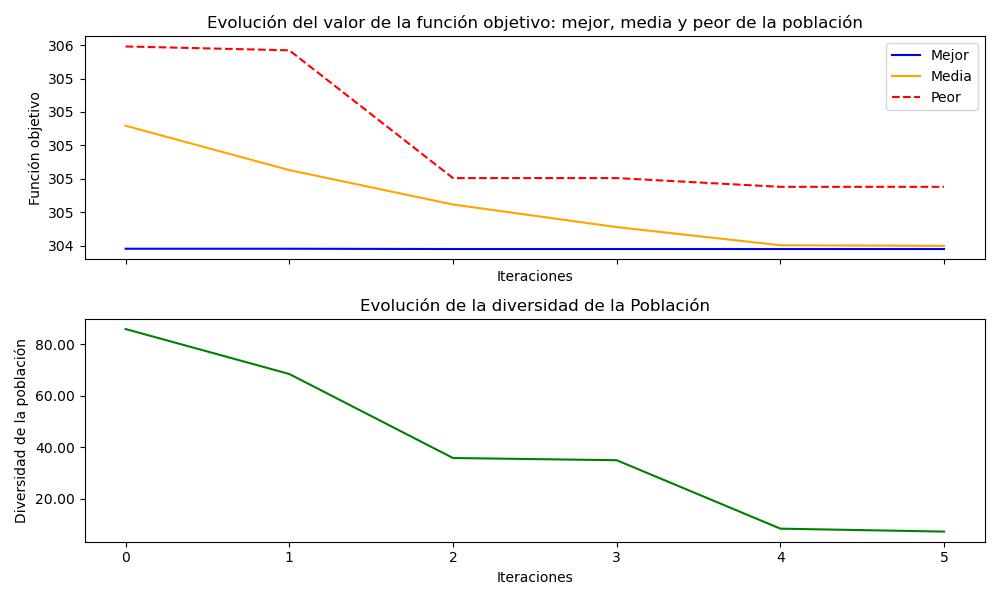 Evolución del valor de la función objetivo: mejor, media y peor de la población
306
305
305
305
305
305
304
Función objetivo
Mejor
Media
Peor
Iteraciones
Evolución de la diversidad de la Población
80.00
60.00
40.00
20.00
Diversidad de la población
0 1 2 3 4 5
Iteraciones